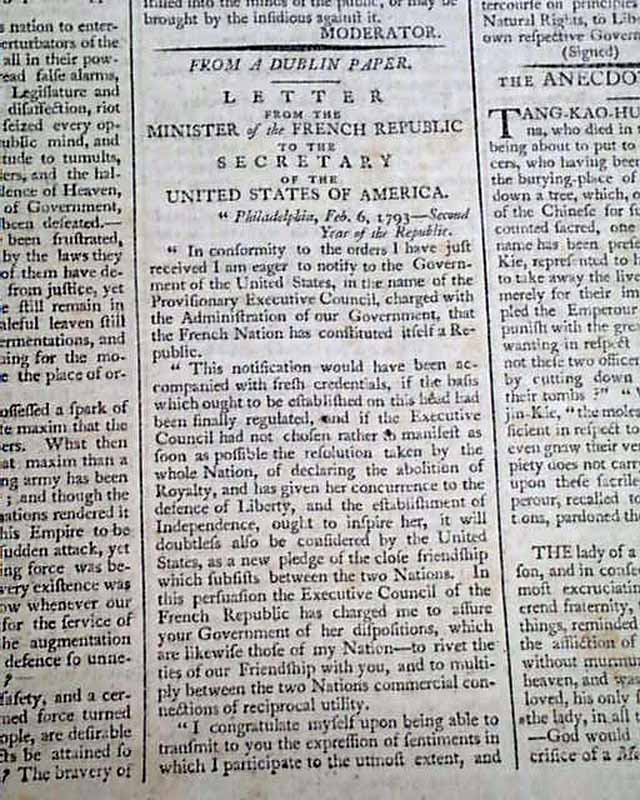 s nation to enter-
erturbators of the
all in their pow-
read falſe alarms,
Legiſlature and
diſaffection, riot
ſeized every op-
ublic mind, and
tude to tumults,
iers, and the hal-
dence of Heaven,
of Government,
been defeated.—
been fruſtrated,
by the laws they
of them have de-
from juſtice, yet
ſtill remain in
aleful leaven ſtill
ermentations, and
ing for the mo-
the place of or-
oſſeſſed a ſpark of
te maxim that the
ers. What then
at maxim than a
ng army has been
; and though the
nations rendered it
his Empire to be
ſudden attack, yet
ing force was be-
very exiſtence was
ow whenever our
for the ſervice of
the augmentation
defence ſo unne-
?—
ſafety, and a cer-
med force turned
ople, are deſirable
ts be attained ſo
? The bravery of
inſtilled into the minds of the public, or may be
brought by the inſidious againſt it.
MODERATOR.
FROM A DUBLIN PAPER.
LETTER
FROM THE
MINISTER of the FRENCH REPUBLIC
TO THE
SECRETARY
OF THE
UNITED STATES OF AMERICA.
" Philadelphia, Feb. 6, 1793—Second
Year of the Republic.
" In conformity to the orders I have juſt
received I am eager to notify to the Govern-
ment of the United States, in the name of the
Proviſionary Executive Council, charged with
the Adminiſtration of our Government, that
the French Nation has conſtituted itſelf a Re-
public.
" This notification would have been ac-
companied with freſh credentials, if the baſis
which ought to be eſtabliſhed on this head had
been finally regulated, and if the Executive
Council had not choſen rather to manifeſt as
ſoon as poſſible the reſolution taken by the
whole Nation, of declaring the abolition of
Royalty, and has given her concurrence to the
defence of Liberty, and the eſtabliſhment of
Independence, ought to inſpire her, it will
doubtleſs alſo be conſidered by the United
States, as a new pledge of the cloſe friendſhip
which ſubſiſts between the two Nations. In
this perſuaſion the Executive Council of the
French Republic has charged me to aſſure
your Government of her diſpoſitions, which
are likewiſe thoſe of my Nation—to rivet the
ties of our Friendſhip with you, and to multi-
ply between the two Nations commercial con-
nections of reciprocal utility.
" I congratulate myſelf upon being able to
tranſmit to you the expreſſion of ſentiments in
which I participate to the utmoſt extent, and
tercourſe on principles
Natural Rights, to Lib
own reſpective Govern
(Signed)
THE ANECDO
TANG-KAO-HU
na, who died in
being about to put to
cers, who having been
the burying-place of
down a tree, which, o
of the Chineſe for ſ
counted ſacred, one
name has been preſ
Kie, repreſented to h
to take away the live
merely for their im
pled the Emperour
puniſh with the gre
wanting in reſpect
not theſe two officer
by cutting down
their tombs ?" "
jin-Kie, "the moleſ
ficient in reſpect to
even gnaw their ver
piety does not carr
upon theſe ſacrile
perour, recalled to
tions, pardoned the
THE lady of a
ſon, and in conſe
moſt excruciatin
erend fraternity,
things, reminded
the affliction of
without murmu
heaven, and was
loved, his only ſ
the lady, in all t
—God would
crifice of a Mo